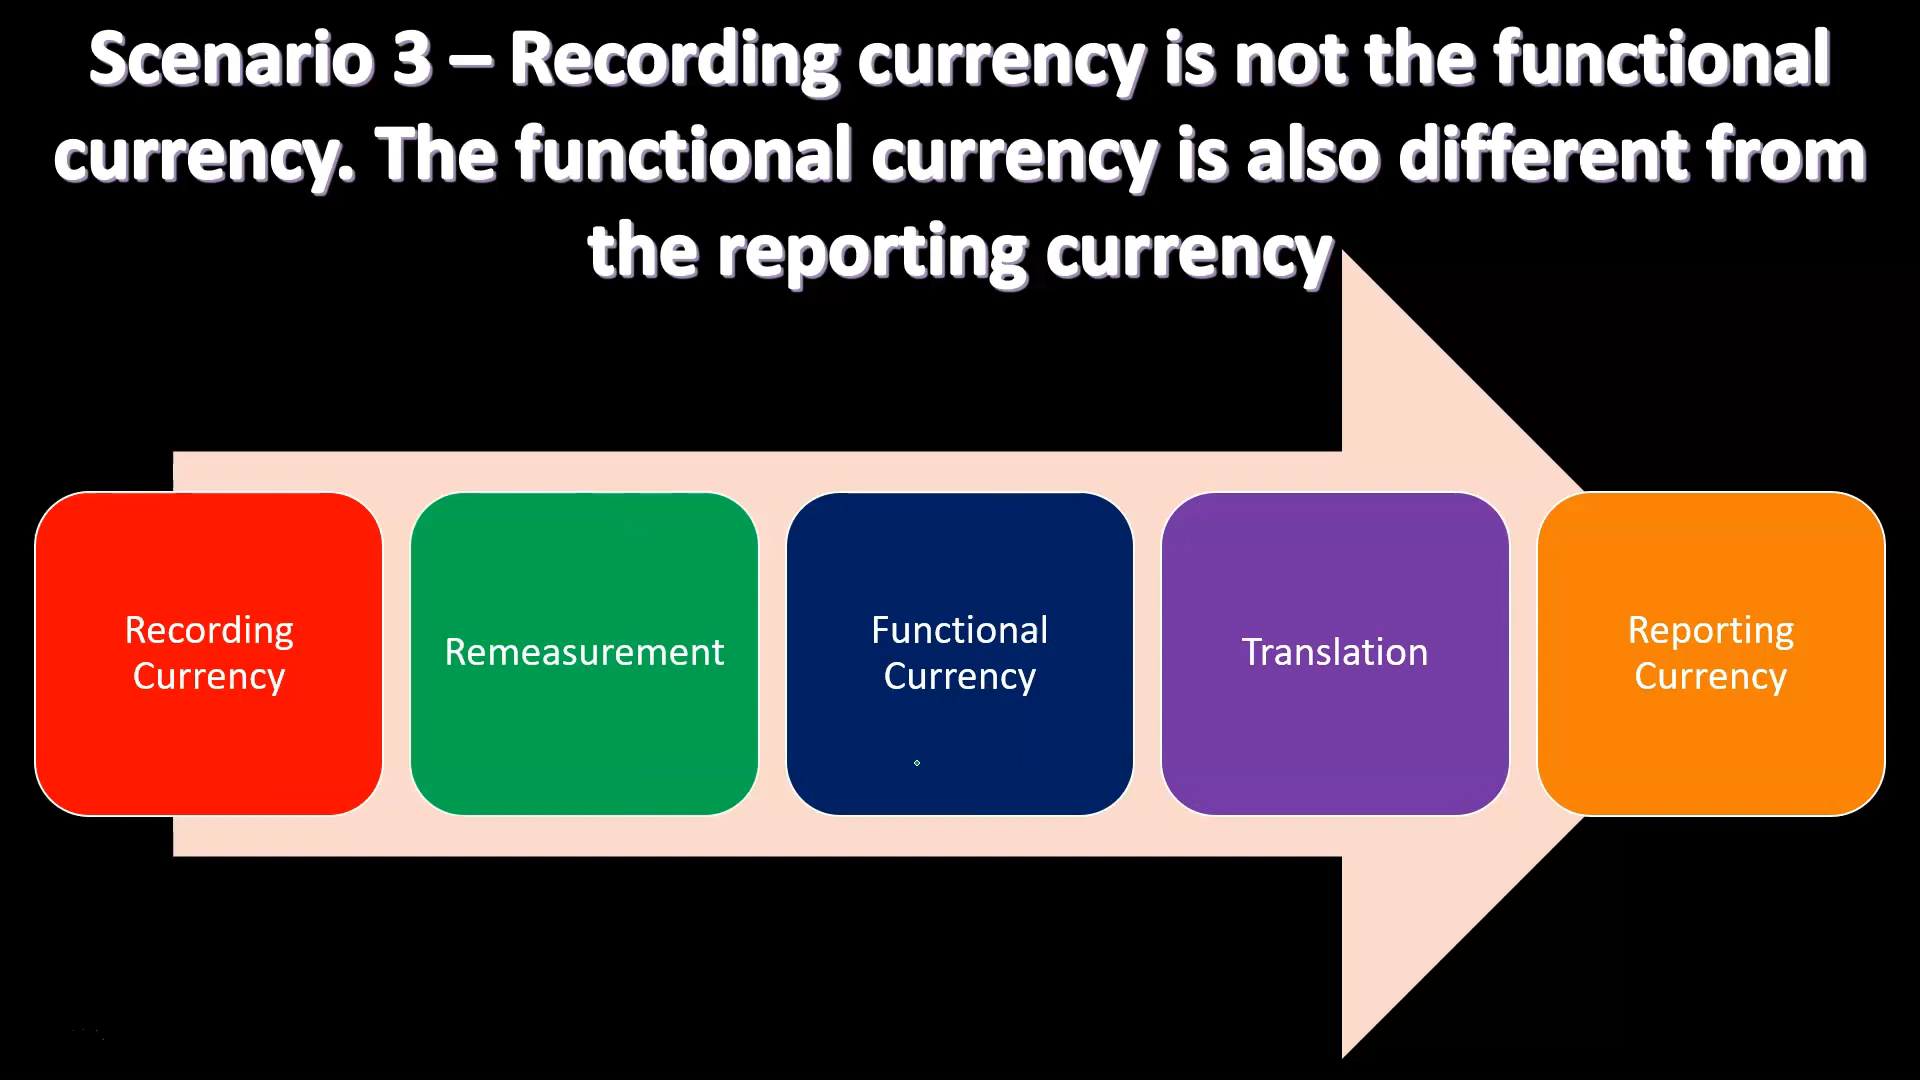 Scenario 3 – Recording currency is not the functional
currency. The functional currency is also different from
the reporting currency
Recording
Currency
Remeasurement
Functional
Currency
Translation
Reporting
Currency